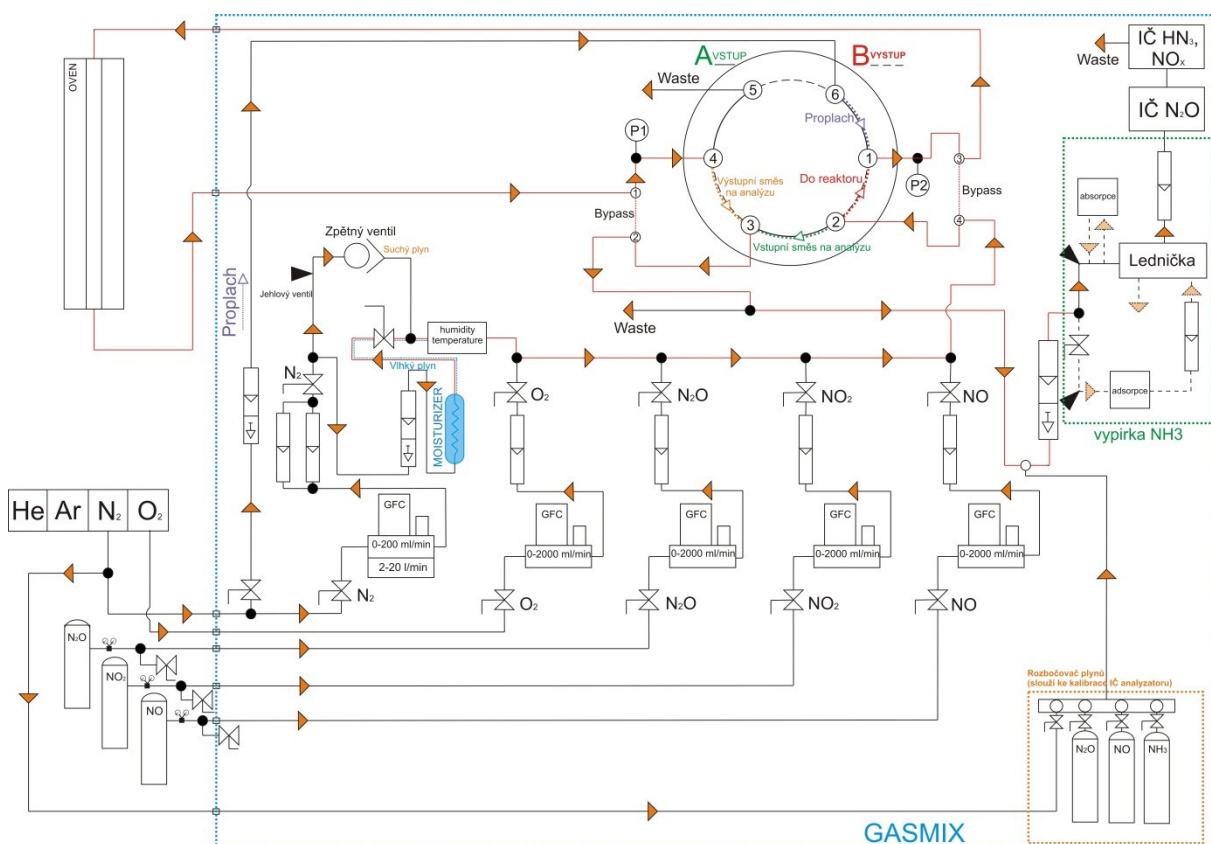 IČ HN₃,
NOₓ
Waste
IČ N₂O
OVEN
A VSTUP
B VYSTUP
Waste
5
6
Proplach
P1
4
1
3
P2
Výstupní směs
na analýzu
Do reaktoru
Bypass
1
Bypass
2
3
2
4
Vstupní směs na analýzu
absorpce
Lednička
Zpětný ventil
Suchý plyn
Jehlový ventil
Proplach
Waste
humidity
temperature
Vlhký plyn
MOISTURIZER
N₂
O₂
N₂O
NO₂
NO
adsorpce
vypirka NH3
He Ar N₂ O₂
GFC
0-200 ml/min
2-20 l/min
GFC
0-2000 ml/min
GFC
0-2000 ml/min
GFC
0-2000 ml/min
GFC
0-2000 ml/min
N₂
O₂
N₂O
NO₂
NO
N₂O
NO₂
NO
Rozbočovač plynů
(slouží ke kalibrace IČ analyzatoru)
N₂O
NO
NH₃
GASMIX